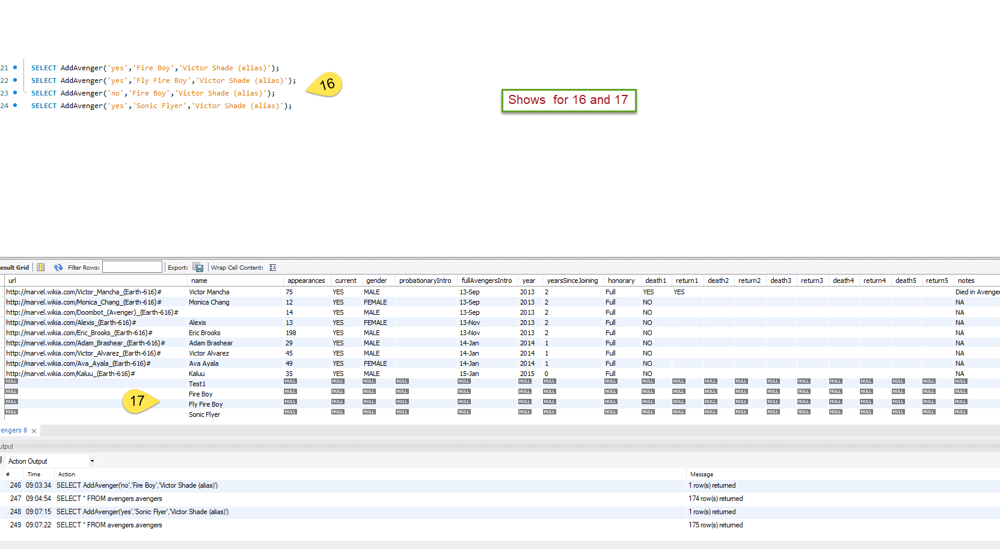 21 SELECT AddAvenger('yes','Fire Boy','Victor Shade (alias)');
22 SELECT AddAvenger('yes','Fly Fire Boy','Victor Shade (alias)');
23 SELECT AddAvenger('no','Fire Boy','Victor Shade (alias)');
24 SELECT AddAvenger('yes','Sonic Flyer','Victor Shade (alias)');
16
Shows for 16 and 17
esult Grid Filter Rows: Export: Wrap Cell Content: IA
url name appearances current gender probationaryIntro fullAvengersIntro year yearsSinceJoining honorary death1 return1 death2 return2 death3 return3 death4 return4 death5 return5 notes
http://marvel.wikia.com/Victor_Mancha_(Earth-616)# Victor Mancha 75 YES MALE 13-Sep 2013 2 Full YES YES Died in Avenger
http://marvel.wikia.com/Monica_Chang_(Earth-616)# Monica Chang 12 YES FEMALE 13-Sep 2013 2 Full NO NA
http://marvel.wikia.com/Doombot_(Avenger)_(Earth-616)# 14 YES MALE 13-Sep 2013 2 Full NO NA
http://marvel.wikia.com/Alexis_(Earth-616)# Alexis 13 YES FEMALE 13-Nov 2013 2 Full NO NA
http://marvel.wikia.com/Eric_Brooks_(Earth-616)# Eric Brooks 198 YES MALE 13-Nov 2013 2 Full NO NA
http://marvel.wikia.com/Adam_Brashear_(Earth-616)# Adam Brashear 29 YES MALE 14-Jan 2014 1 Full NO NA
http://marvel.wikia.com/Victor_Alvarez_(Earth-616)# Victor Alvarez 45 YES MALE 14-Jan 2014 1 Full NO NA
http://marvel.wikia.com/Ava_Ayala_(Earth-616)# Ava Ayala 49 YES FEMALE 14-Jan 2014 1 Full NO NA
http://marvel.wikia.com/Kaluu_(Earth-616)# Kaluu 35 YES MALE 15-Jan 2015 0 Full NO NA
NULL Test1 NULL NULL NULL NULL NULL NULL NULL NULL NULL NULL NULL NULL NULL NULL NULL NULL NULL NULL NULL
NULL Fire Boy NULL NULL NULL NULL NULL NULL NULL NULL NULL NULL NULL NULL NULL NULL NULL NULL NULL NULL NULL
NULL Fly Fire Boy NULL NULL NULL NULL NULL NULL NULL NULL NULL NULL NULL NULL NULL NULL NULL NULL NULL NULL NULL
NULL Sonic Flyer NULL NULL NULL NULL NULL NULL NULL NULL NULL NULL NULL NULL NULL NULL NULL NULL NULL NULL NULL
17
engers 8
utput
Action Output
# Time Action Message
246 09:03:34 SELECT AddAvenger('no','Fire Boy','Victor Shade (alias)') 1 row(s) returned
247 09:04:54 SELECT * FROM avengers.avengers 174 row(s) returned
248 09:07:15 SELECT AddAvenger('yes','Sonic Flyer','Victor Shade (alias)') 1 row(s) returned
249 09:07:22 SELECT * FROM avengers.avengers 175 row(s) returned